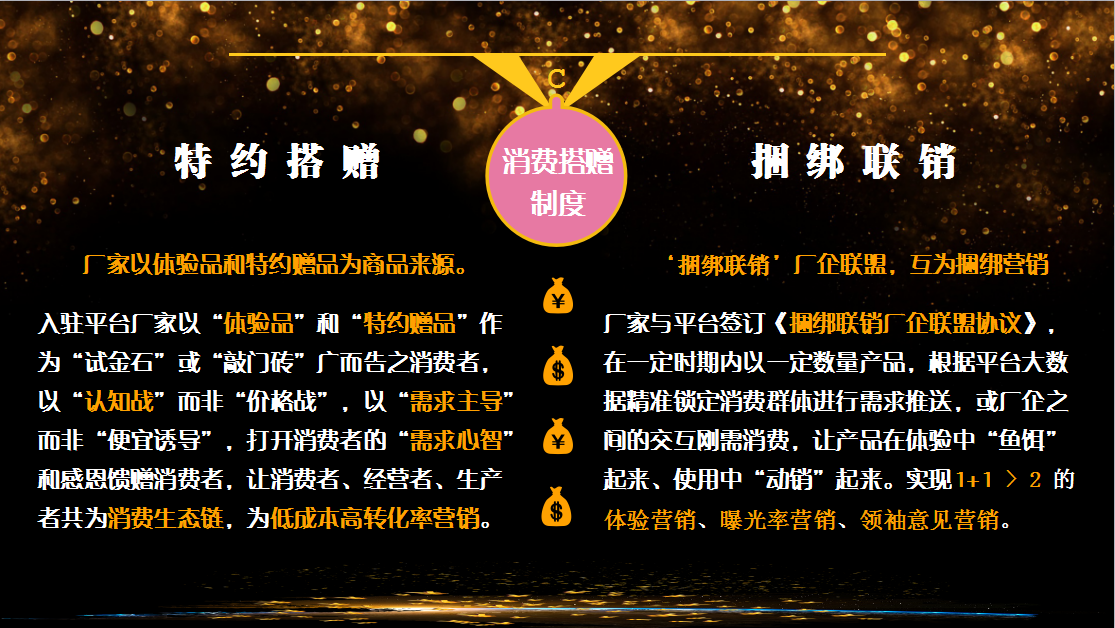 C
消费搭赠
制度
特约搭赠
厂家以体验品和特约赠品为商品来源。
入驻平台厂家以“体验品”和“特约赠品”作
为“试金石”或“敲门砖”广而告之消费者，
以“认知战”而非“价格战”，以“需求主导”
而非“便宜诱导”，打开消费者的“需求心智”
和感恩馈赠消费者，让消费者、经营者、生产
者共为消费生态链，为低成本高转化率营销。
¥
$
¥
$
捆绑联销
‘捆绑联销’厂企联盟，互为捆绑营销
厂家与平台签订《捆绑联销厂企联盟协议》，
在一定时期内以一定数量产品，根据平台大数
据精准锁定消费群体进行需求推送，或厂企之
间的交互刚需消费，让产品在体验中“鱼饵”
起来、使用中“动销”起来。实现1+1 > 2 的
体验营销、曝光率营销、领袖意见营销。